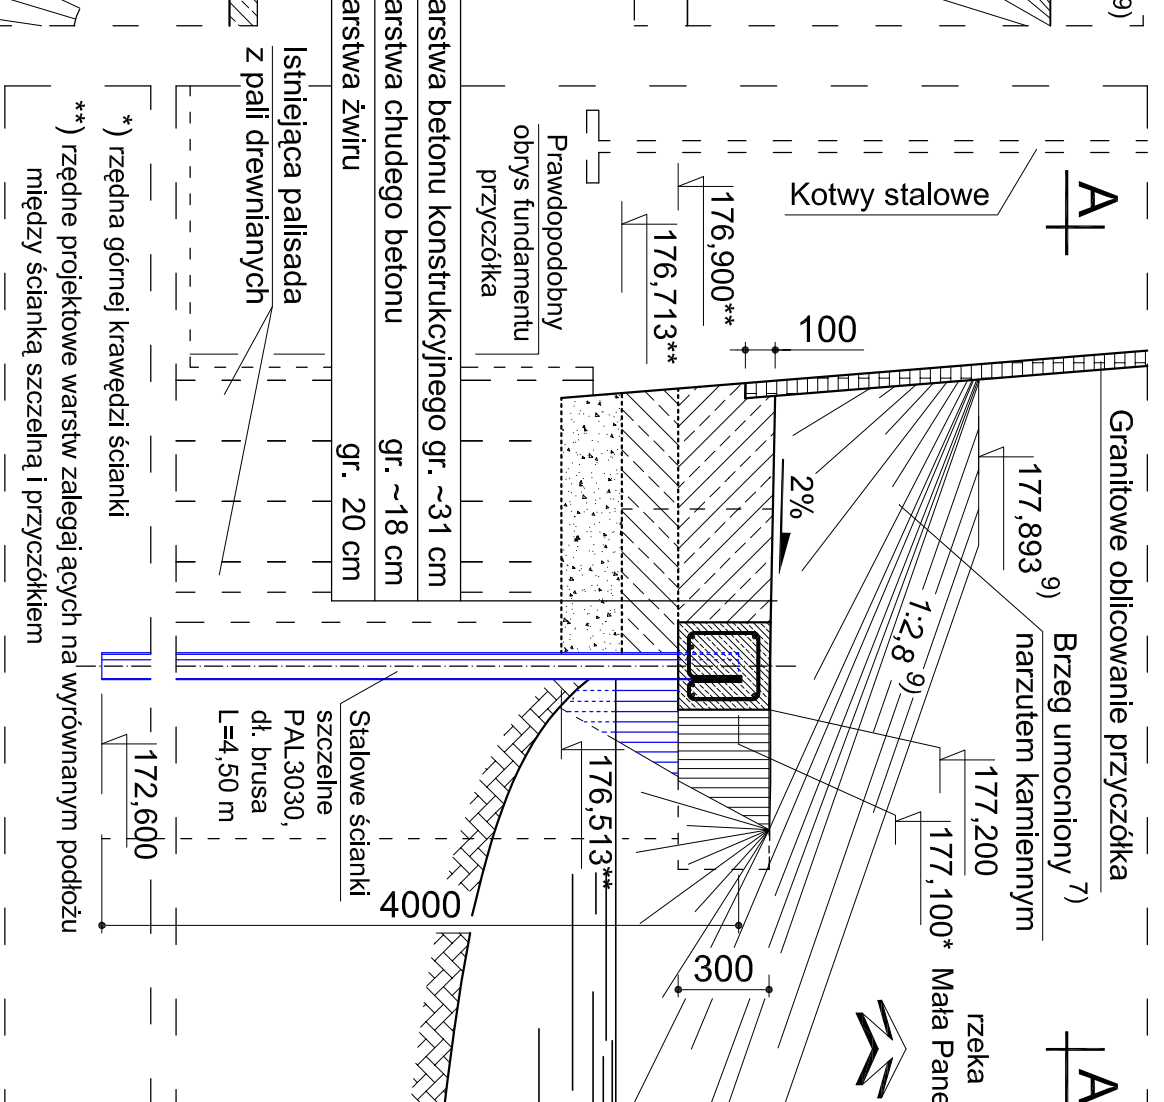 9)
A
Kotwy stalowe
Granitowe oblicowanie przyczółka
177,893 9)
Brzeg umocniony 7)
narzutem kamiennym
1:2,8 9)
177,200
177,100*
rzeka
Mała Pane
A
100
2%
176,900**
176,713**
Prawdopodobny
obrys fundamentu
przyczółka
arstwa betonu konstrukcyjnego gr. ~31 cm
arstwa chudego betonu gr. ~18 cm
arstwa żwiru gr. 20 cm
Istniejąca palisada
z pali drewnianych
176,513**
300
4000
Stalowe ścianki
szczelne
PAL3030,
dł. brusa
L=4,50 m
172,600
*) rzędna górnej krawędzi ścianki
**) rzędne projektowe warstw zalegających na wyrównanym podłożu
między ścianką szczelną i przyczółkiem